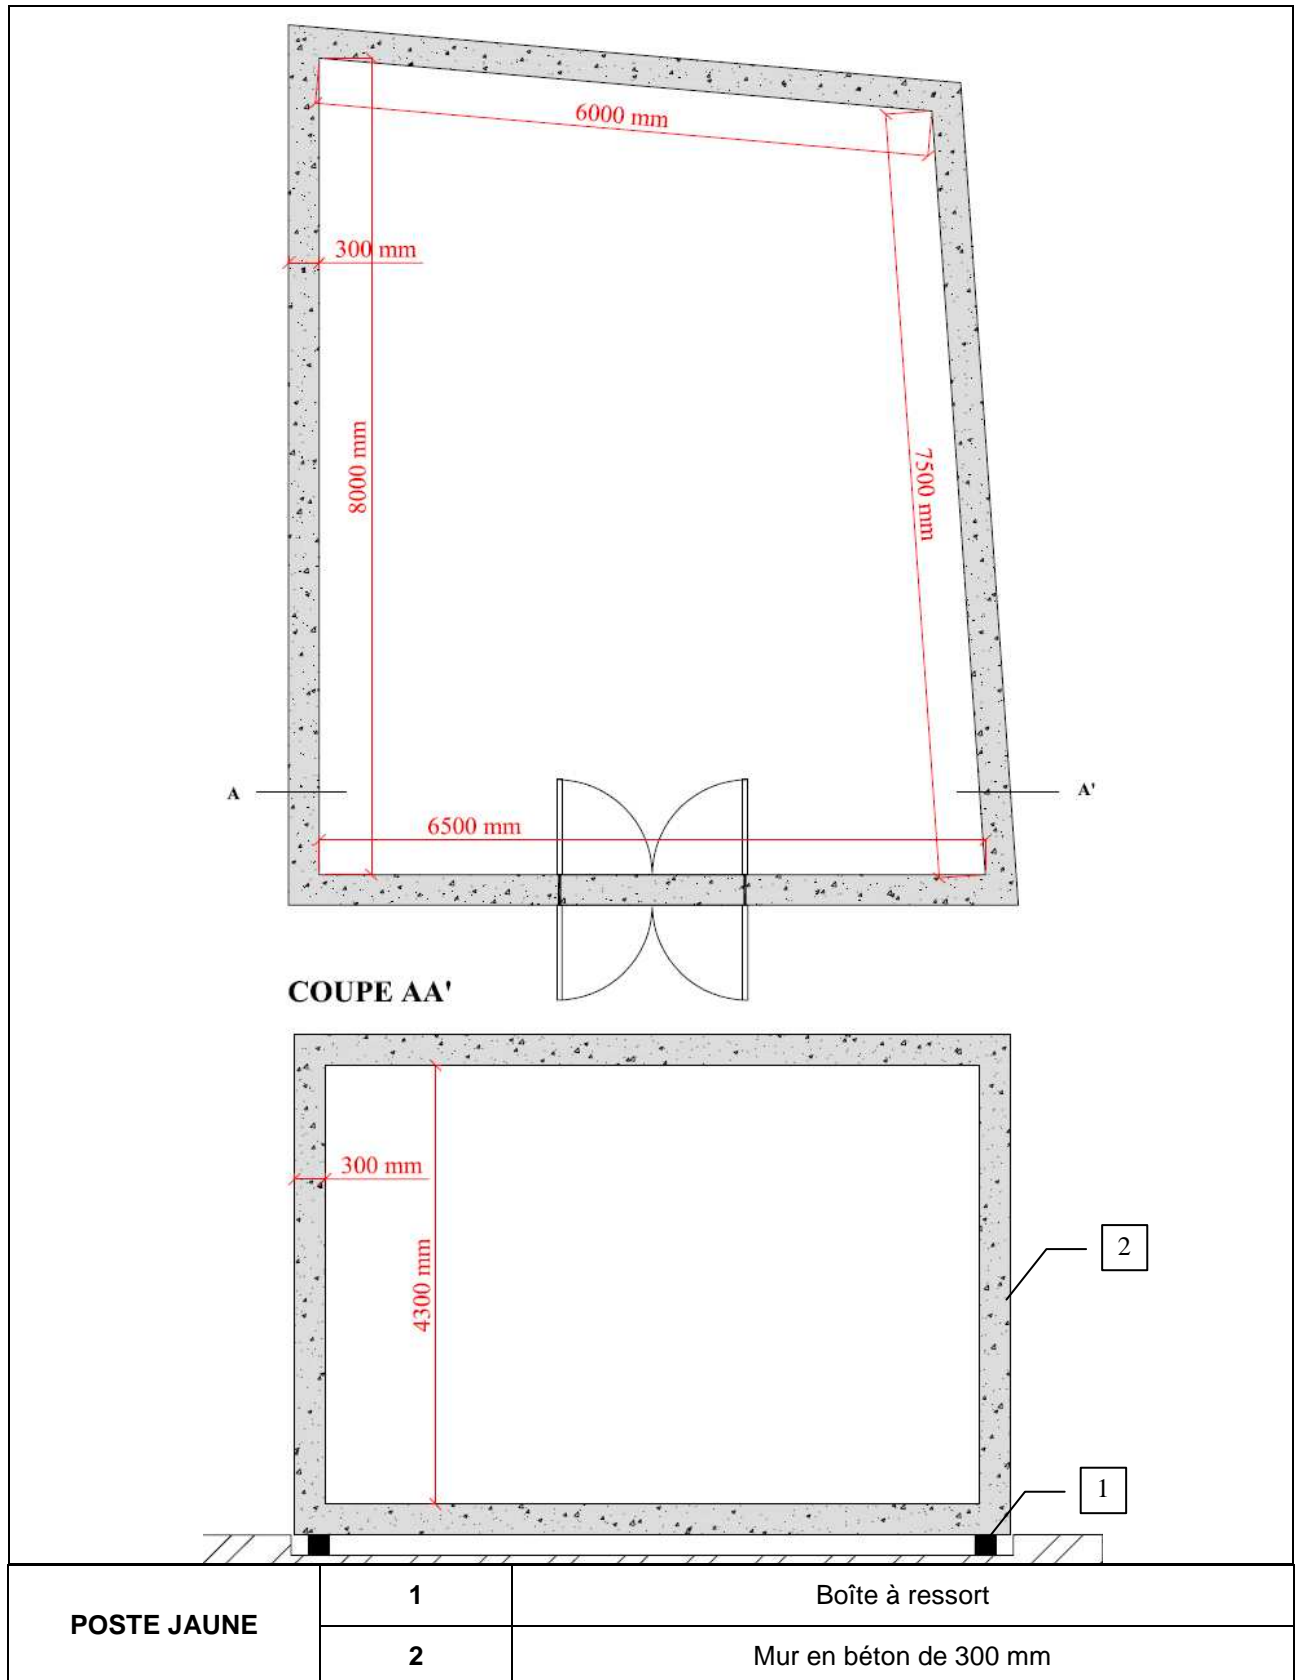 6000 mm
300 mm
8000 mm
7500 mm
A
A'
6500 mm
COUPE AA'
300 mm
4300 mm
2
1
POSTE JAUNE
1
Boîte à ressort
2
Mur en béton de 300 mm